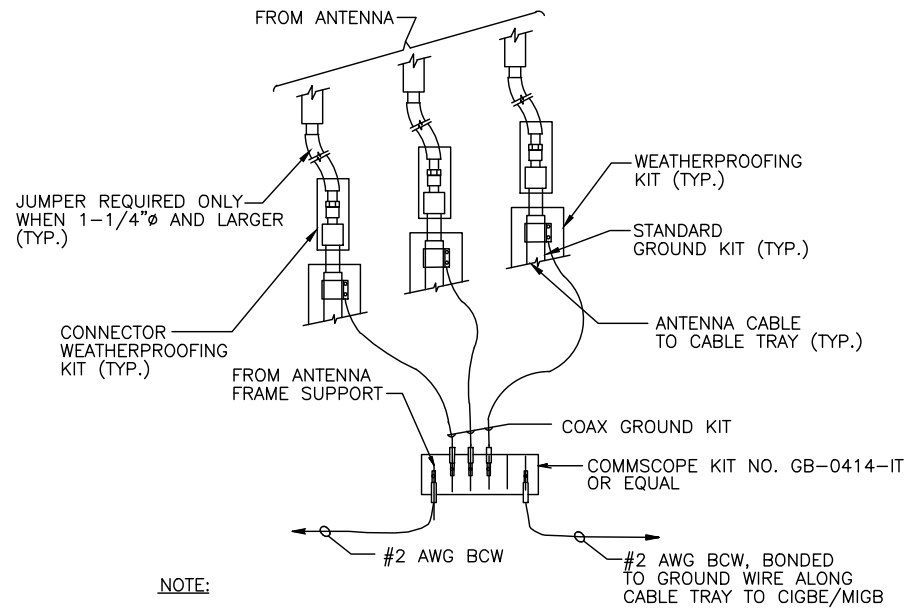 FROM ANTENNA
JUMPER REQUIRED ONLY
WHEN 1-1/4"ø AND LARGER
(TYP.)
WEATHERPROOFING
KIT (TYP.)
STANDARD
GROUND KIT (TYP.)
CONNECTOR
WEATHERPROOFING
KIT (TYP.)
ANTENNA CABLE
TO CABLE TRAY (TYP.)
FROM ANTENNA
FRAME SUPPORT
COAX GROUND KIT
COMMSCOPE KIT NO. GB-0414-IT
OR EQUAL
#2 AWG BCW
#2 AWG BCW, BONDED
TO GROUND WIRE ALONG
CABLE TRAY TO CIGBE/MIGB
NOTE: